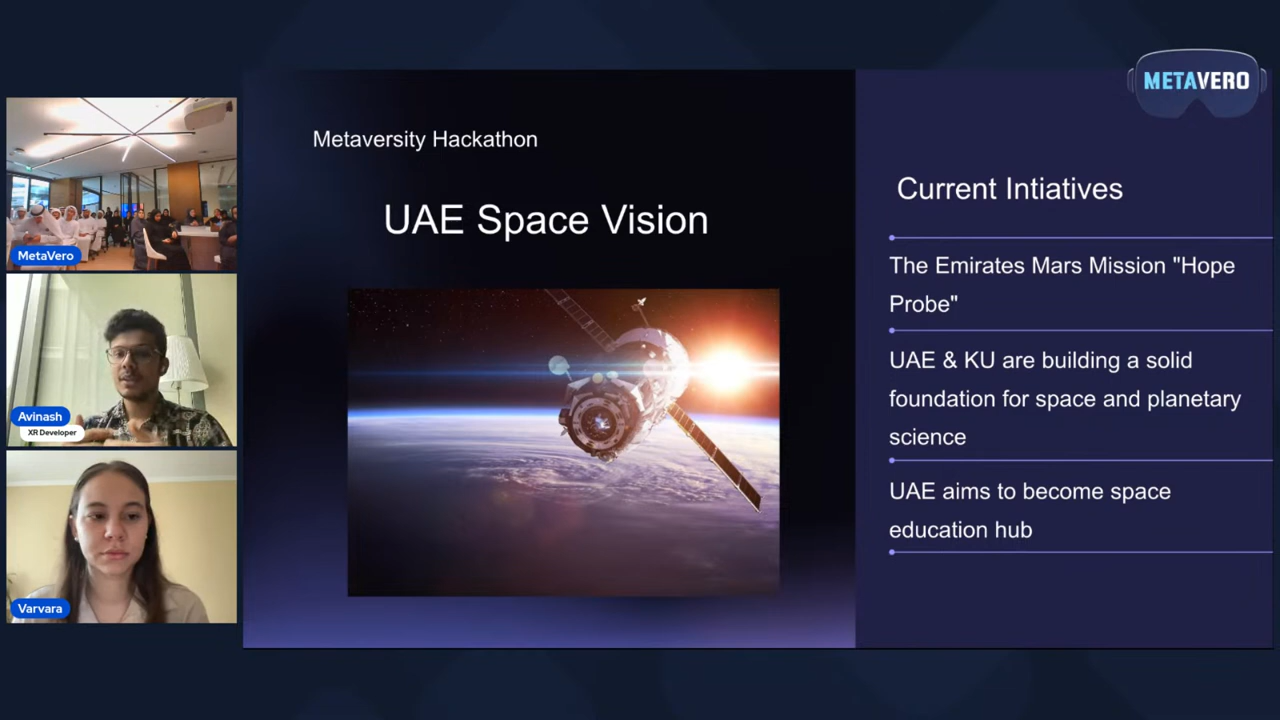 METAVERO
Metaversity Hackathon
UAE Space Vision
Current Intiatives
The Emirates Mars Mission "Hope
Probe"
UAE & KU are building a solid
foundation for space and planetary
science
UAE aims to become space
education hub
MetaVero
Avinash
XR Developer
Varvara